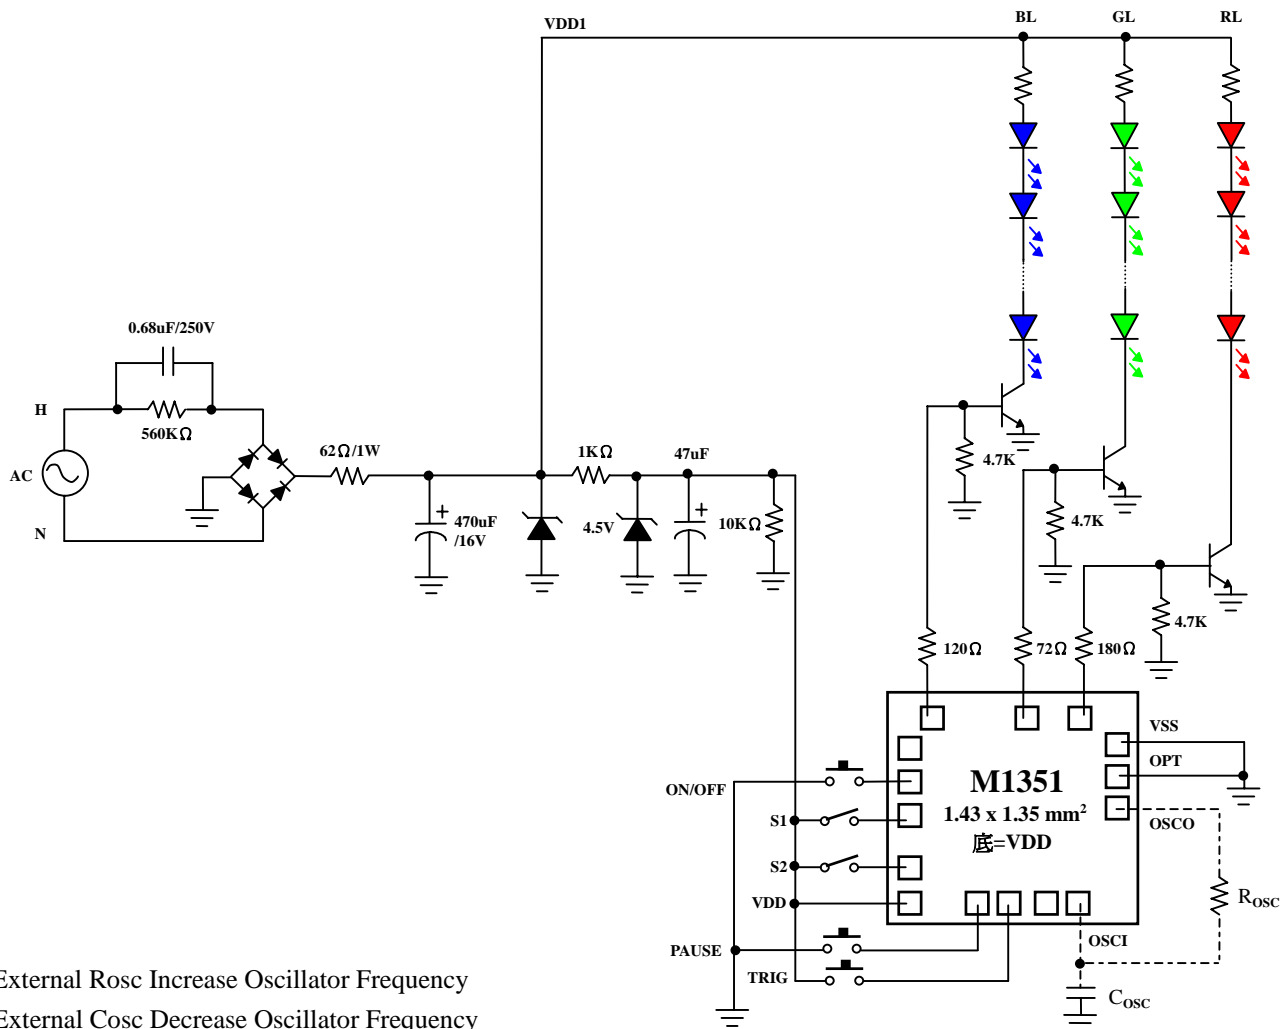 VDD1
BL
GL
RL
0.68uF/250V
H
560KΩ
AC
N
62Ω/1W
1KΩ
47uF
470uF
/16V
4.5V
10KΩ
4.7K
4.7K
4.7K
120Ω
72Ω
180Ω
VSS
OPT
OSCO
M1351
1.43 x 1.35 mm²
底=VDD
ON/OFF
S1
S2
VDD
PAUSE
TRIG
OSCI
ROSC
COSC
External Rosc Increase Oscillator Frequency
External Cosc Decrease Oscillator Frequency